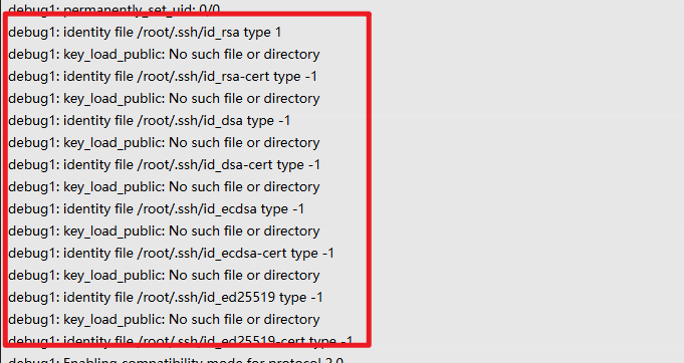 debug1: permanently_set_uid: 0/0
debug1: identity file /root/.ssh/id_rsa type 1
debug1: key_load_public: No such file or directory
debug1: identity file /root/.ssh/id_rsa-cert type -1
debug1: key_load_public: No such file or directory
debug1: identity file /root/.ssh/id_dsa type -1
debug1: key_load_public: No such file or directory
debug1: identity file /root/.ssh/id_dsa-cert type -1
debug1: key_load_public: No such file or directory
debug1: identity file /root/.ssh/id_ecdsa type -1
debug1: key_load_public: No such file or directory
debug1: identity file /root/.ssh/id_ecdsa-cert type -1
debug1: key_load_public: No such file or directory
debug1: identity file /root/.ssh/id_ed25519 type -1
debug1: key_load_public: No such file or directory
debug1: identity file /root/.ssh/id_ed25519-cert type -1
debug1: Enabling compatibility mode for protocol 2.0